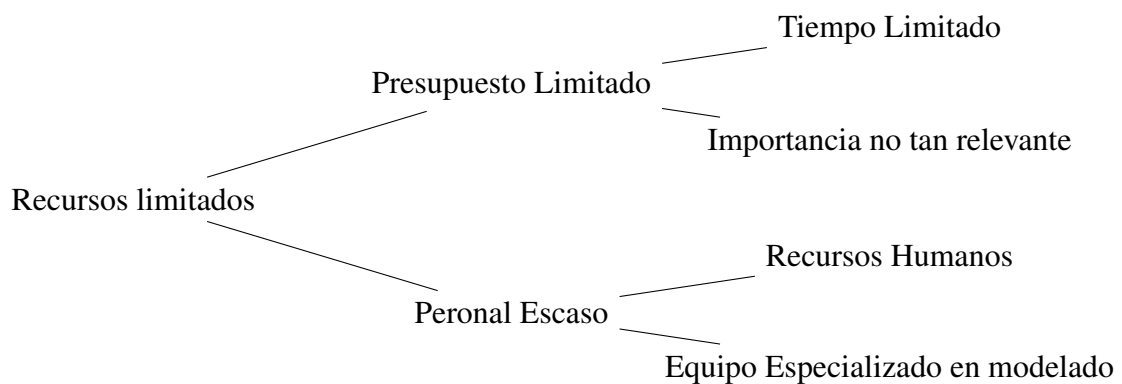 Tiempo Limitado
Presupuesto Limitado
Importancia no tan relevante
Recursos limitados
Recursos Humanos
Peronal Escaso
Equipo Especializado en modelado